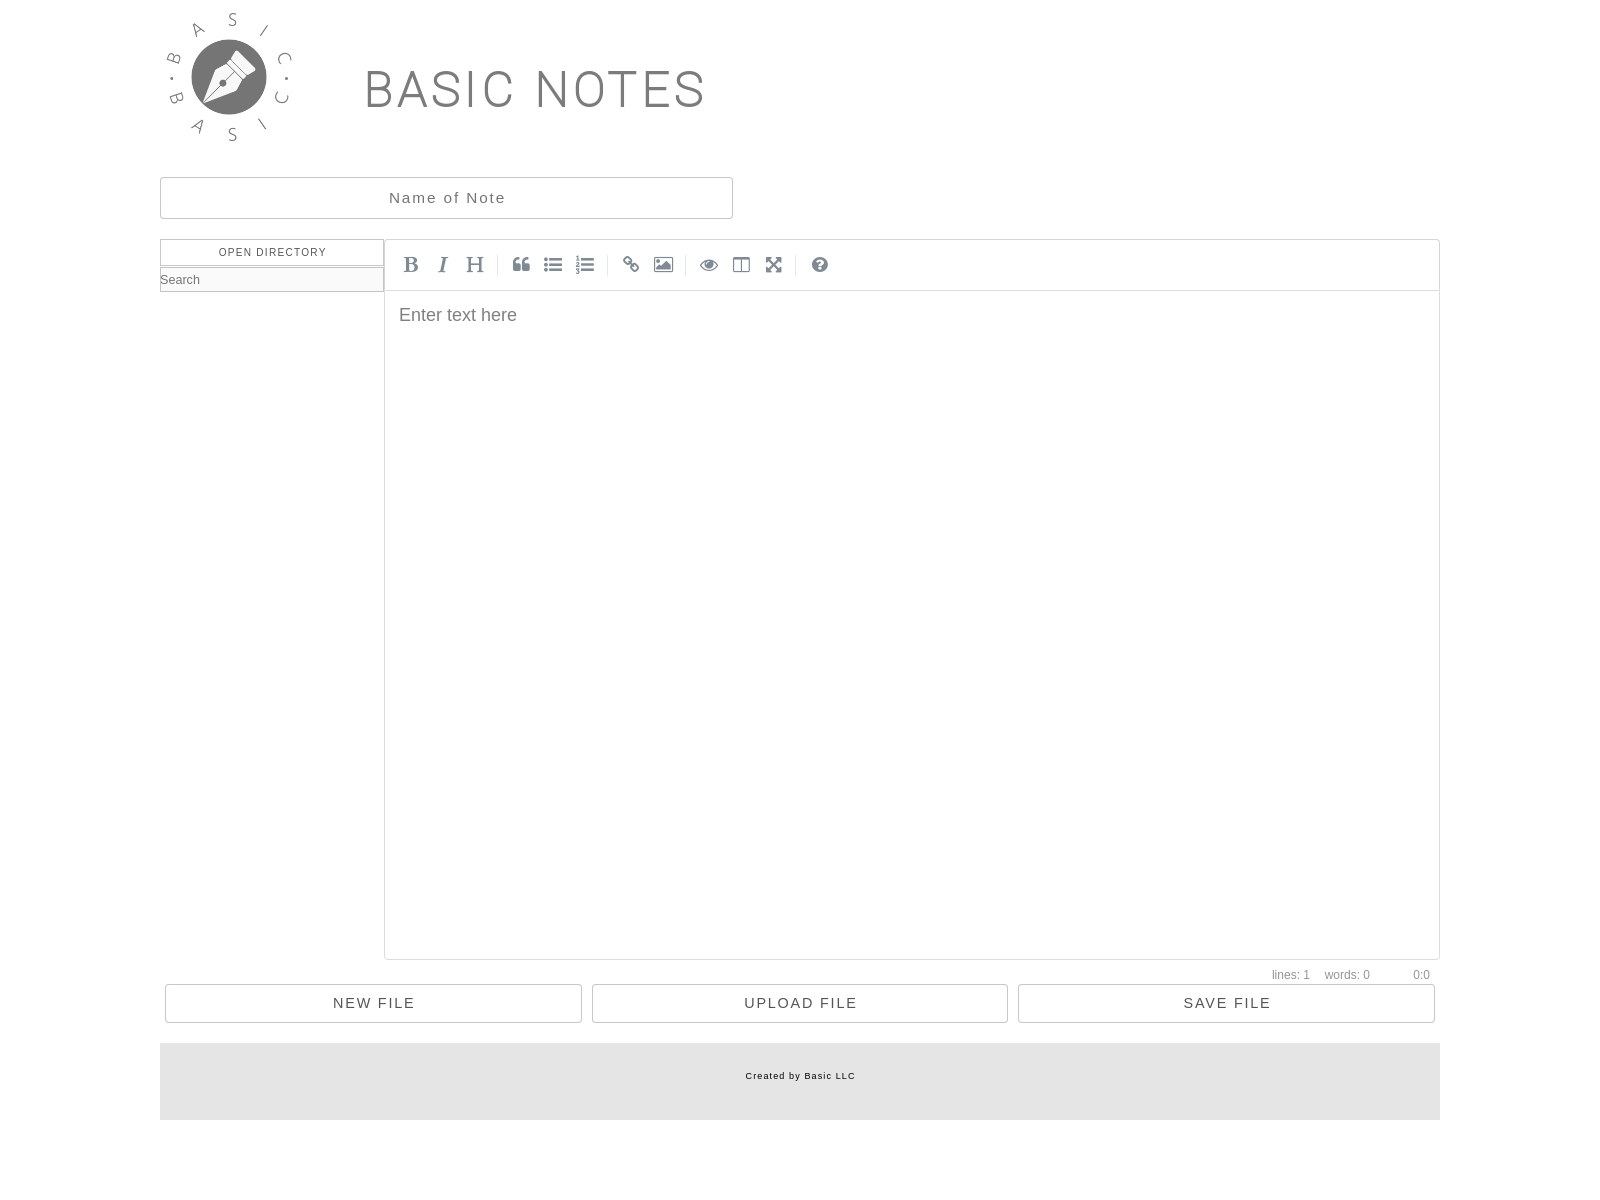 BASIC • BASIC •
BASIC NOTES
Name of Note
OPEN DIRECTORY
Search
B I H
Enter text here
lines: 1 words: 0 0:0
NEW FILE UPLOAD FILE SAVE FILE
Created by Basic LLC